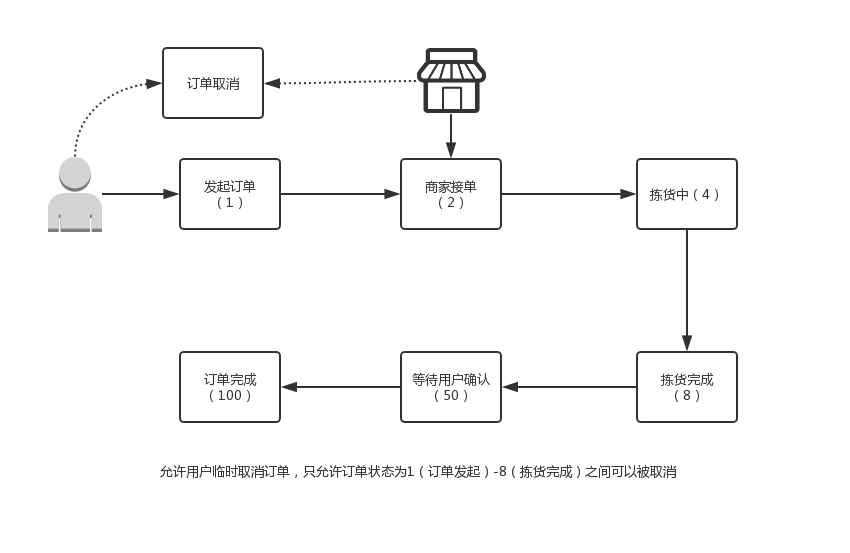 订单取消
发起订单
（1）
商家接单
（2）
拣货中（4）
订单完成
（100）
等待用户确认
（50）
拣货完成
（8）
允许用户临时取消订单，只允许订单状态为1（订单发起）-8（拣货完成）之间可以被取消